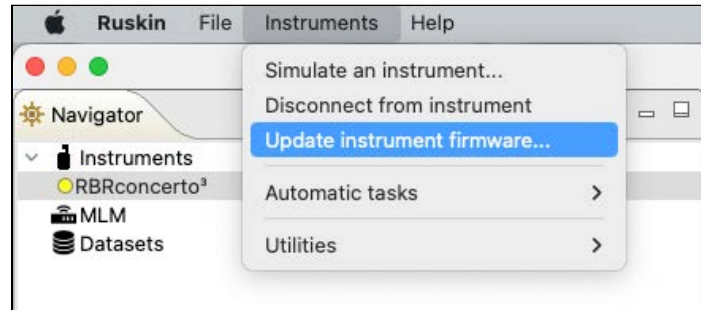 Ruskin File Instruments Help
Simulate an instrument...
Disconnect from instrument
Update instrument firmware...
Automatic tasks
Utilities
Navigator
Instruments
RBRconcerto³
MLM
Datasets